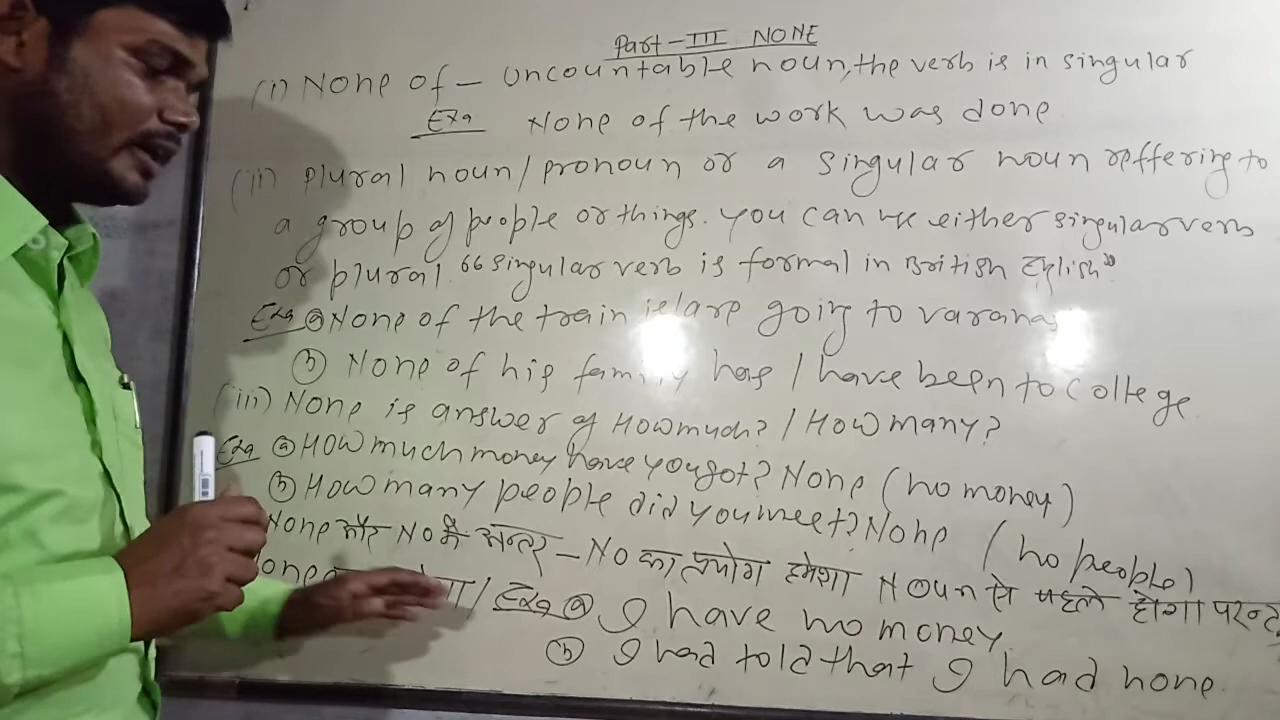 Part-III NONE
(i) None of - Uncountable noun, the verb is in singular
Exa None of the work was done
(ii) plural noun/pronoun or a singular noun reffering to
a group of people or things. you can use either singular verb
or plural. "singular verb is formal in British English"
Exa (a) None of the train is/are going to varanas
(b) None of his family has / have been to college
(iii) None is answer of How much? / How many?
Exa (a) How much money have you got? None (no money)
(b) How many people did you meet? None (no people)
None और No में अन्तर - No का प्रयोग हमेशा Noun से पहले होगा परन्तु
Exa (a) I have no money
(b) I had told that I had none.